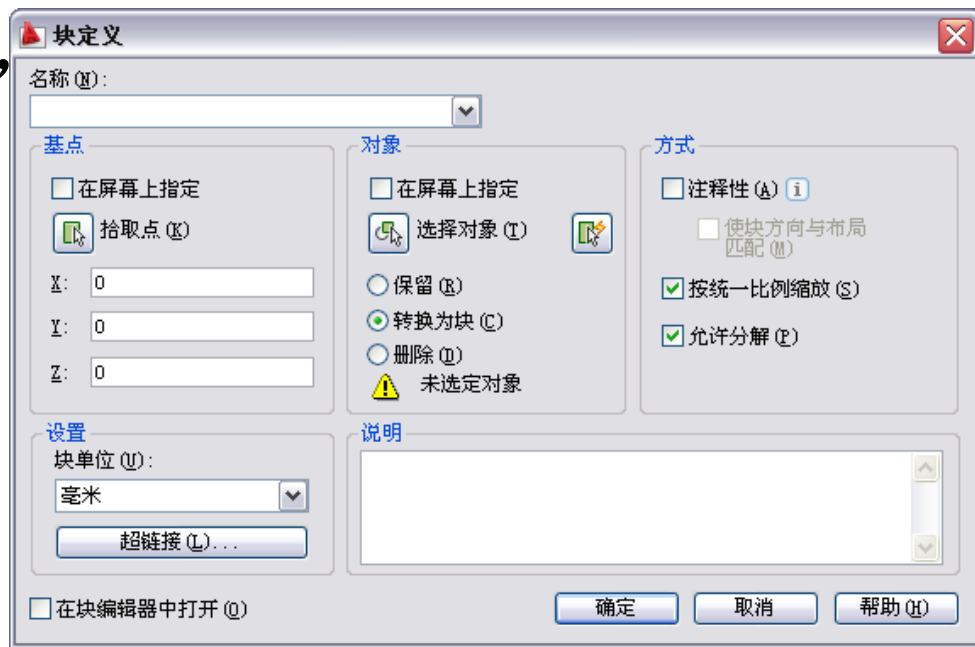 块定义
,
名称(N):
基点
在屏幕上指定
拾取点(K)
X: 0
Y: 0
Z: 0
对象
在屏幕上指定
选择对象(T)
保留(R)
转换为块(C)
删除(D)
未选定对象
方式
注释性(A) i
使块方向与布局
匹配(M)
按统一比例缩放(S)
允许分解(P)
设置
块单位(U):
毫米
超链接(L)...
说明
在块编辑器中打开(O)
确定 取消 帮助(H)